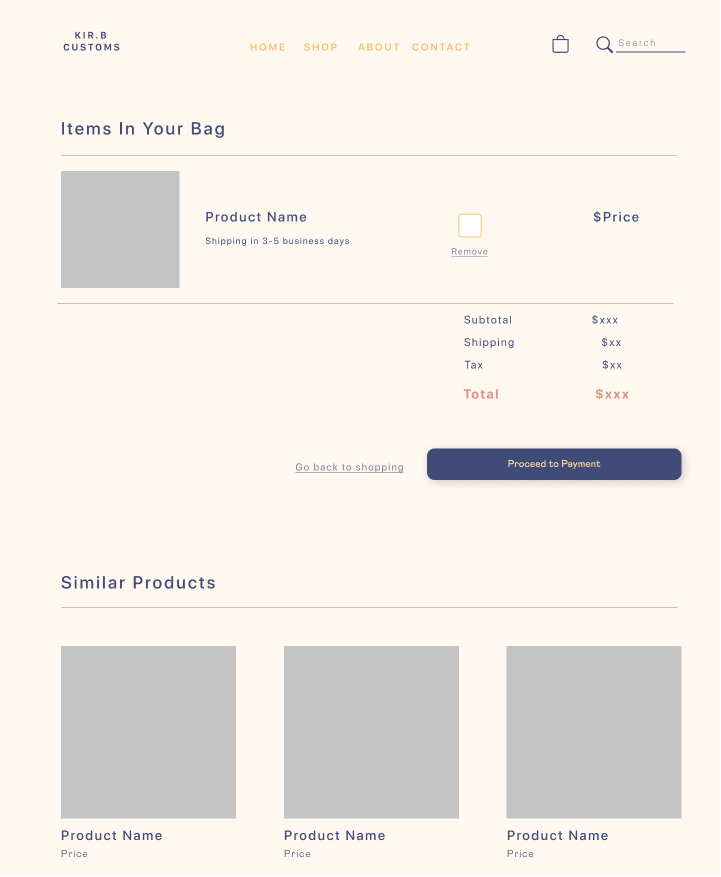 KIR.B
CUSTOMS
HOME SHOP ABOUT CONTACT
Search
Items In Your Bag
Product Name
$Price
Shipping in 3-5 business days
Remove
Subtotal $xxx
Shipping $xx
Tax $xx
Total $xxx
Go back to shopping
Proceed to Payment
Similar Products
Product Name Product Name Product Name
Price Price Price